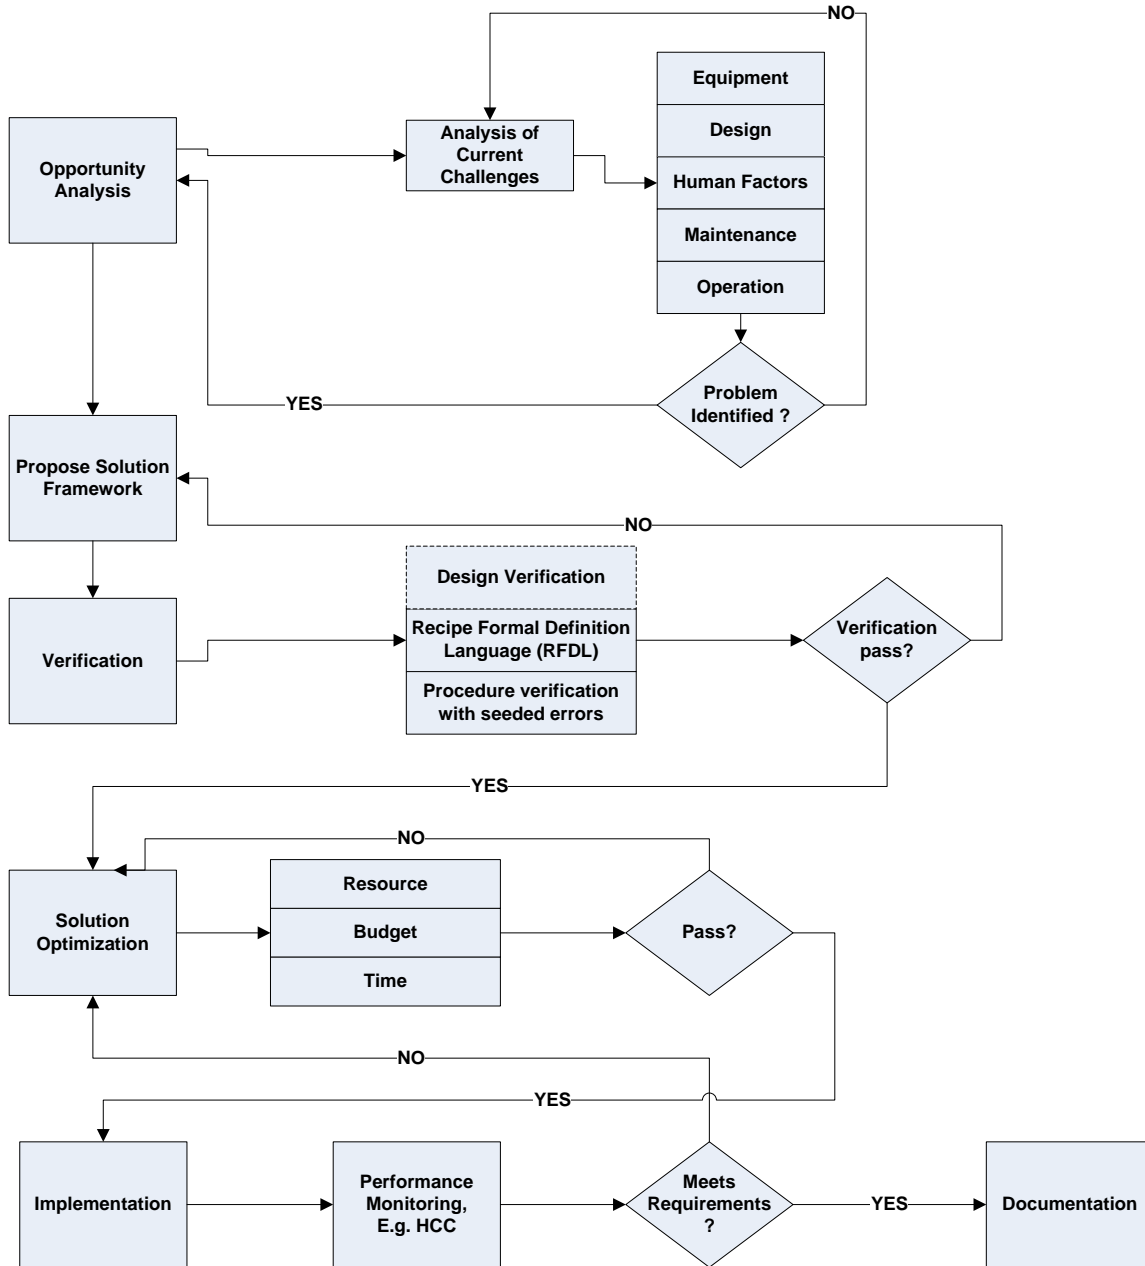 NO
Equipment
Opportunity
Analysis
Analysis of
Current
Challenges
Design
Human Factors
Maintenance
Operation
Problem
Identified ?
YES
Propose Solution
Framework
NO
Verification
Design Verification
Recipe Formal Definition
Language (RFDL)
Procedure verification
with seeded errors
Verification
pass?
YES
NO
Solution
Optimization
Resource
Budget
Time
Pass?
NO
YES
Implementation
Performance
Monitoring,
E.g. HCC
Meets
Requirements
?
YES
Documentation